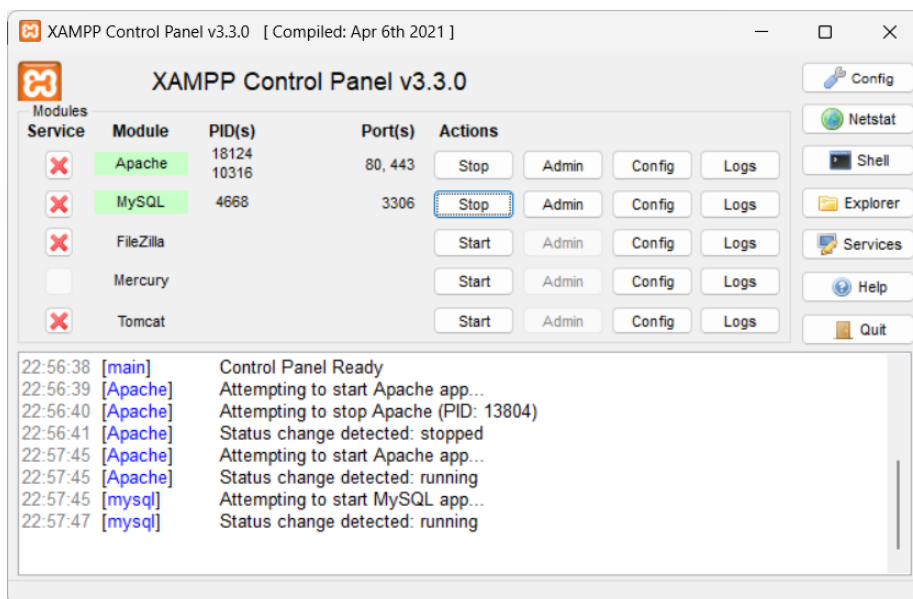 XAMPP Control Panel v3.3.0 [ Compiled: Apr 6th 2021 ]
XAMPP Control Panel v3.3.0
Config
Modules
Service Module PID(s) Port(s) Actions
Netstat
Apache 18124 10316 80, 443 Stop Admin Config Logs
Shell
MySQL 4668 3306 Stop Admin Config Logs
Explorer
FileZilla Start Admin Config Logs
Services
Mercury Start Admin Config Logs
Help
Tomcat Start Admin Config Logs
Quit
22:56:38 [main] Control Panel Ready
22:56:39 [Apache] Attempting to start Apache app...
22:56:40 [Apache] Attempting to stop Apache (PID: 13804)
22:56:41 [Apache] Status change detected: stopped
22:57:45 [Apache] Attempting to start Apache app...
22:57:45 [Apache] Status change detected: running
22:57:45 [mysql] Attempting to start MySQL app...
22:57:47 [mysql] Status change detected: running